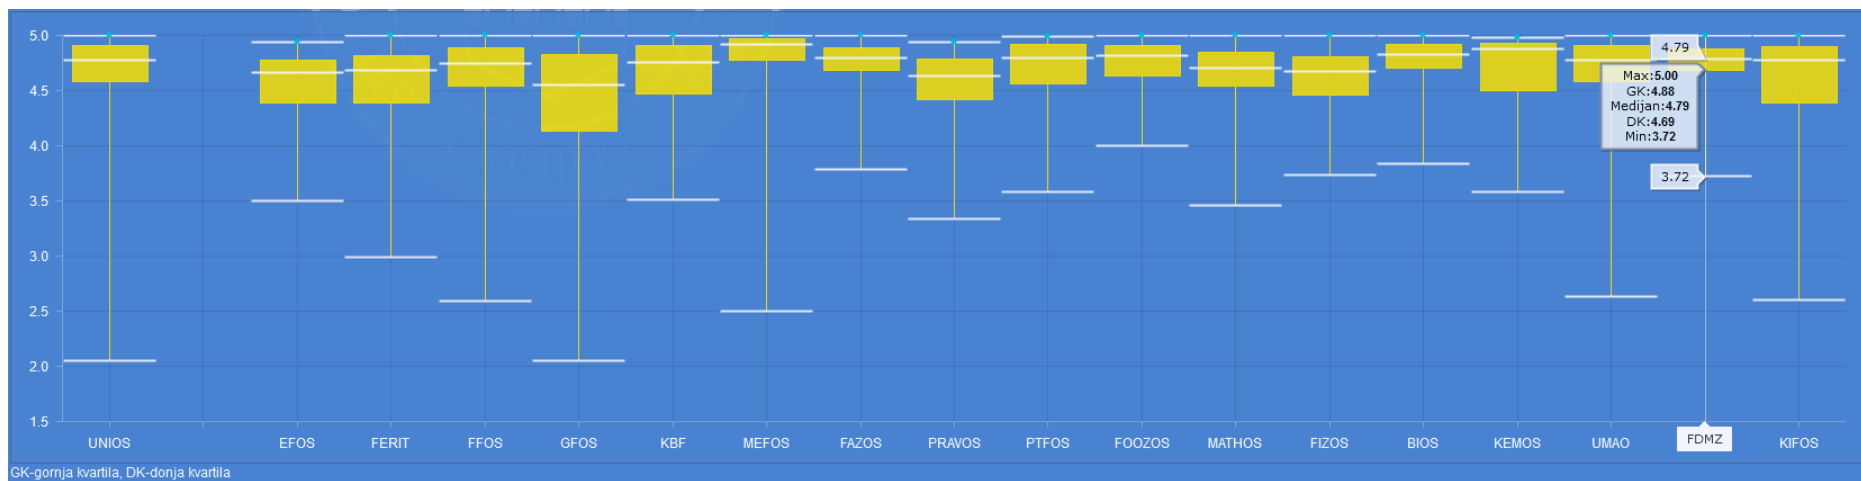 5.0
4.5
4.0
3.5
3.0
2.5
2.0
1.5
4.79
Max:5.00
GK:4.88
Medijan:4.79
DK:4.69
Min:3.72
3.72
UNIOS EFOS FERIT FFOS GFOS KBF MEFOS FAZOS PRAVOS PTFOS FOOZOS MATHOS FIZOS BIOS KEMOS UMAO FDMZ KIFOS
GK-gornja kvartila, DK-donja kvartila
U OSIJEKU